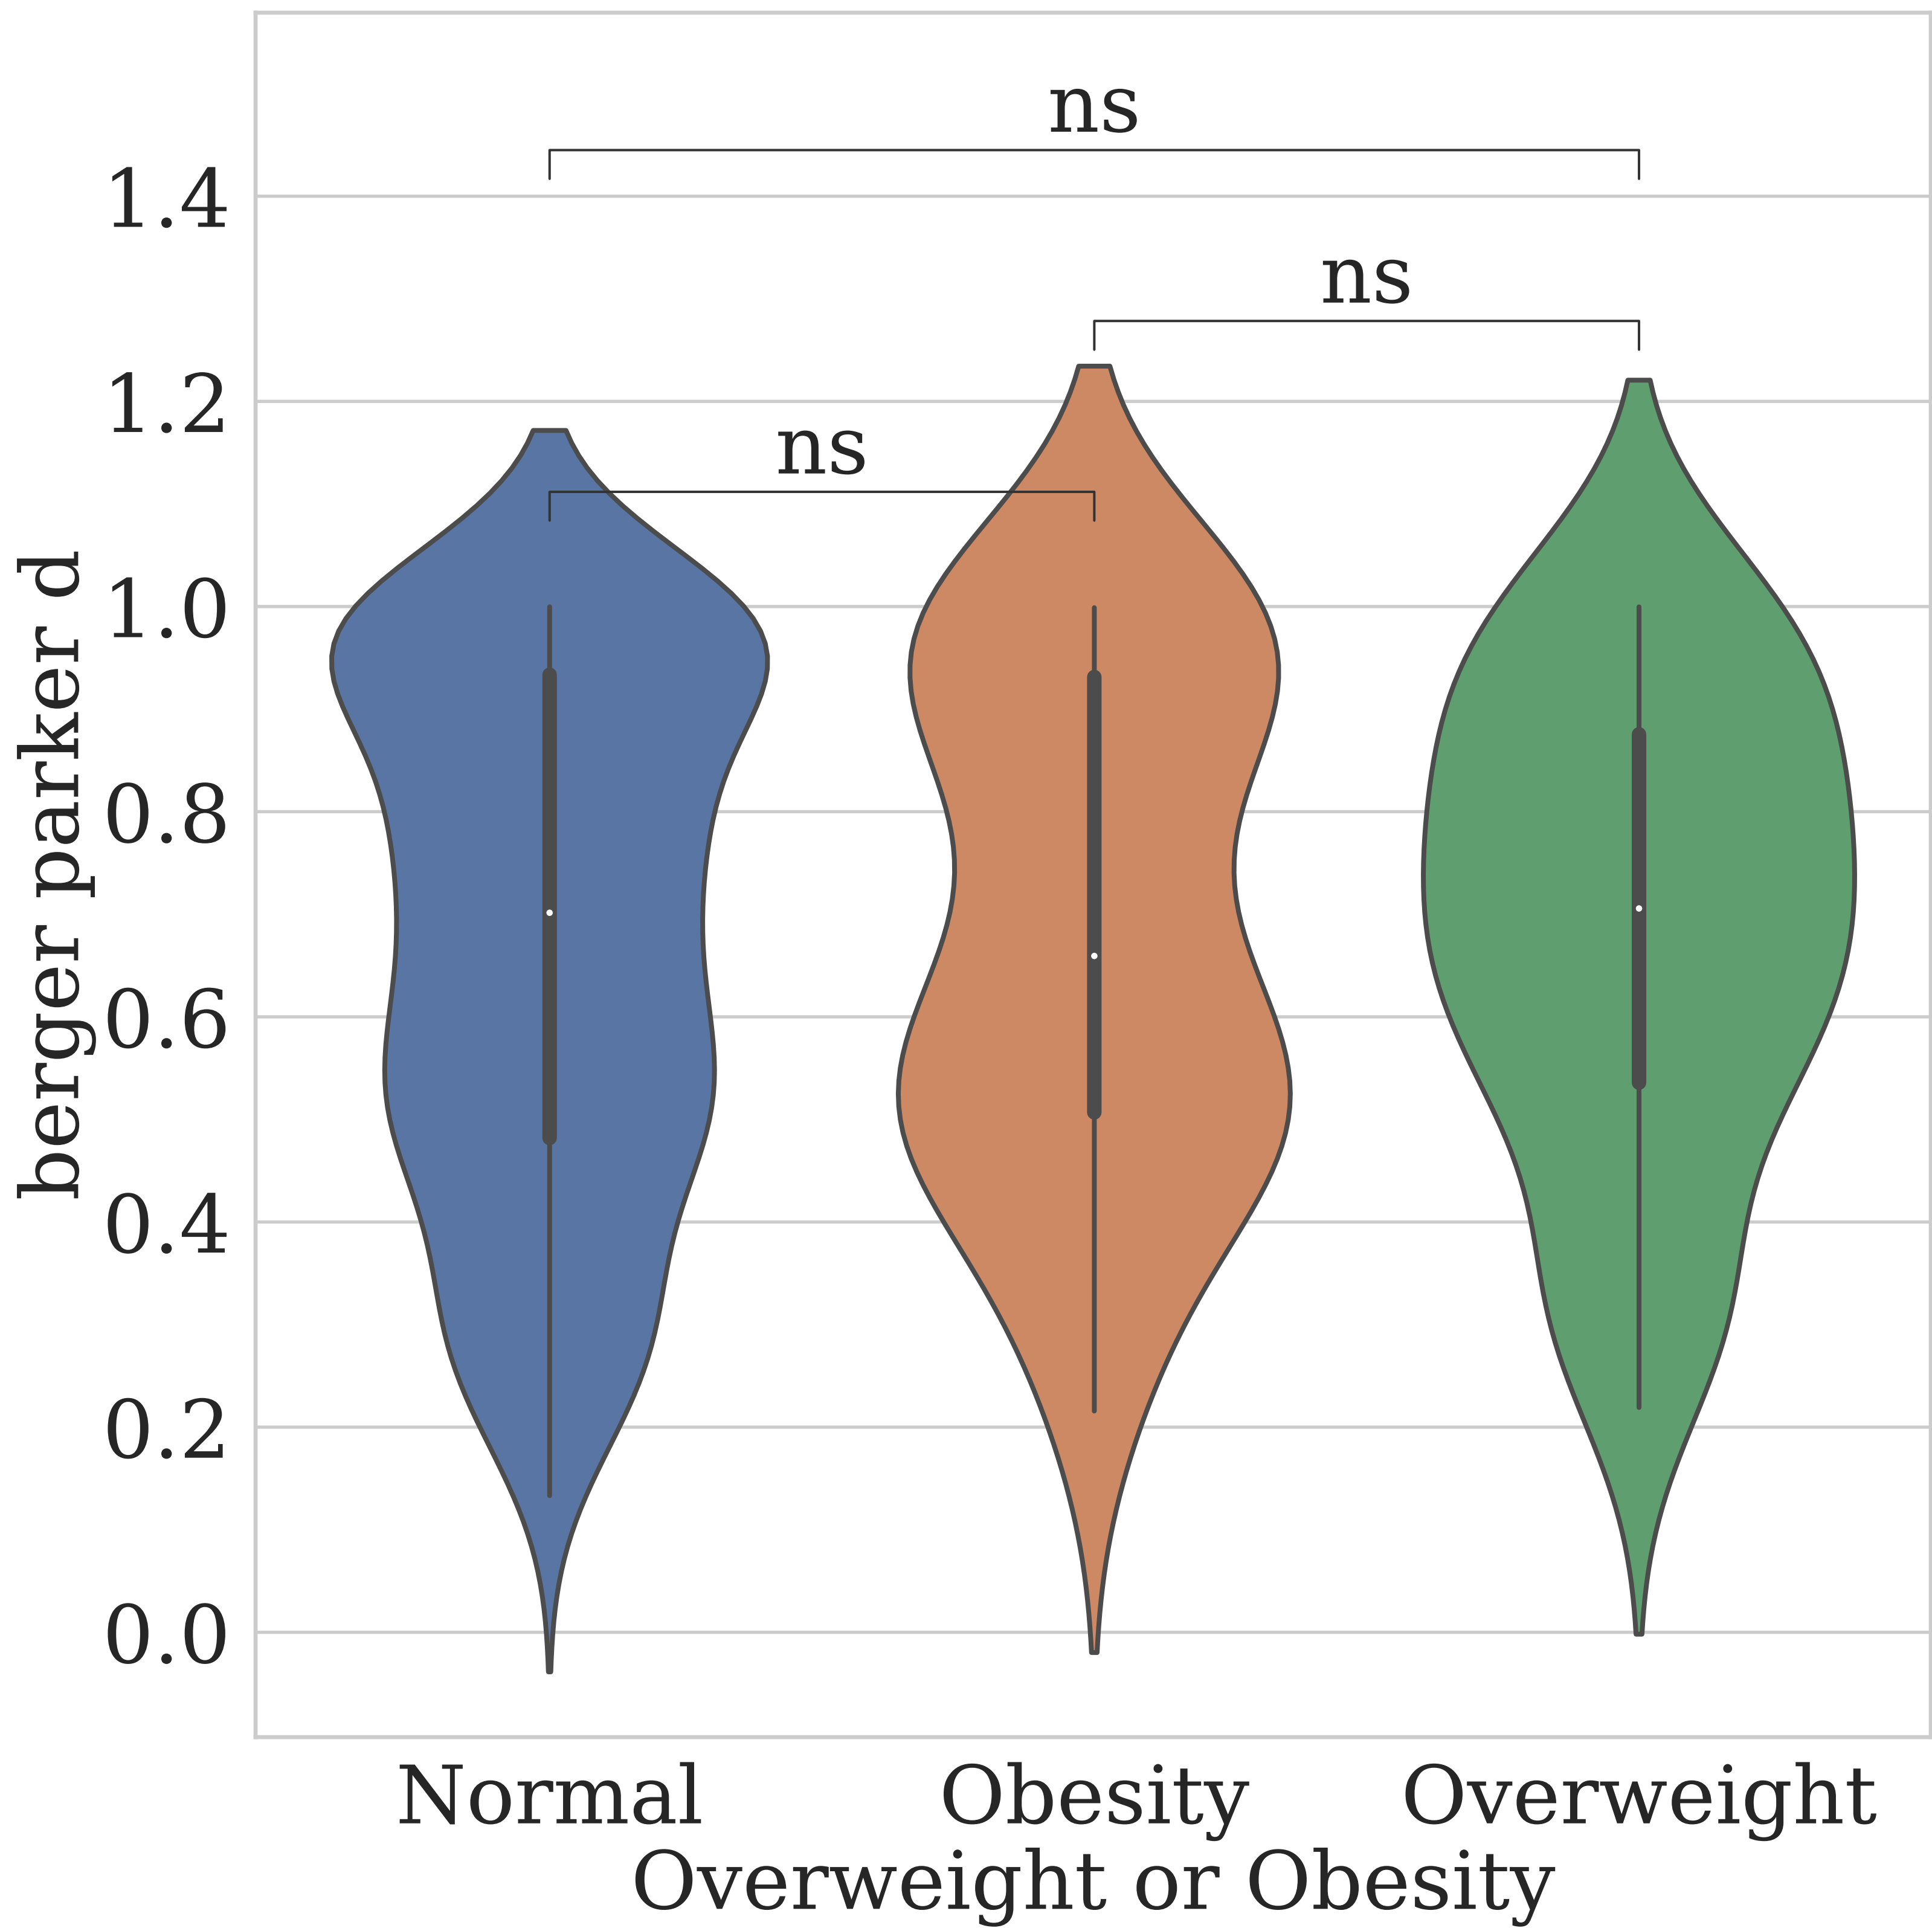 ns
1.4
ns
1.2
ns
1.0
0.8
0.6
0.4
0.2
0.0
berger parker d
Normal Obesity Overweight
Overweight or Obesity